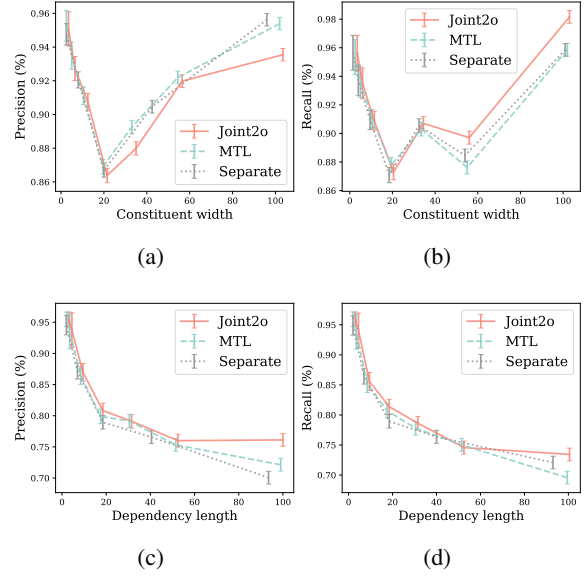 0.96
0.94
0.92
0.90
0.88
0.86
Precision (%)
0 20 40 60 80 100
Constituent width
Joint2o
MTL
Separate
(a)
0.98
0.96
0.94
0.92
0.90
0.88
0.86
Recall (%)
0 20 40 60 80 100
Constituent width
Joint2o
MTL
Separate
(b)
0.95
0.90
0.85
0.80
0.75
0.70
Precision (%)
0 20 40 60 80 100
Dependency length
Joint2o
MTL
Separate
(c)
0.95
0.90
0.85
0.80
0.75
0.70
Recall (%)
0 20 40 60 80 100
Dependency length
Joint2o
MTL
Separate
(d)